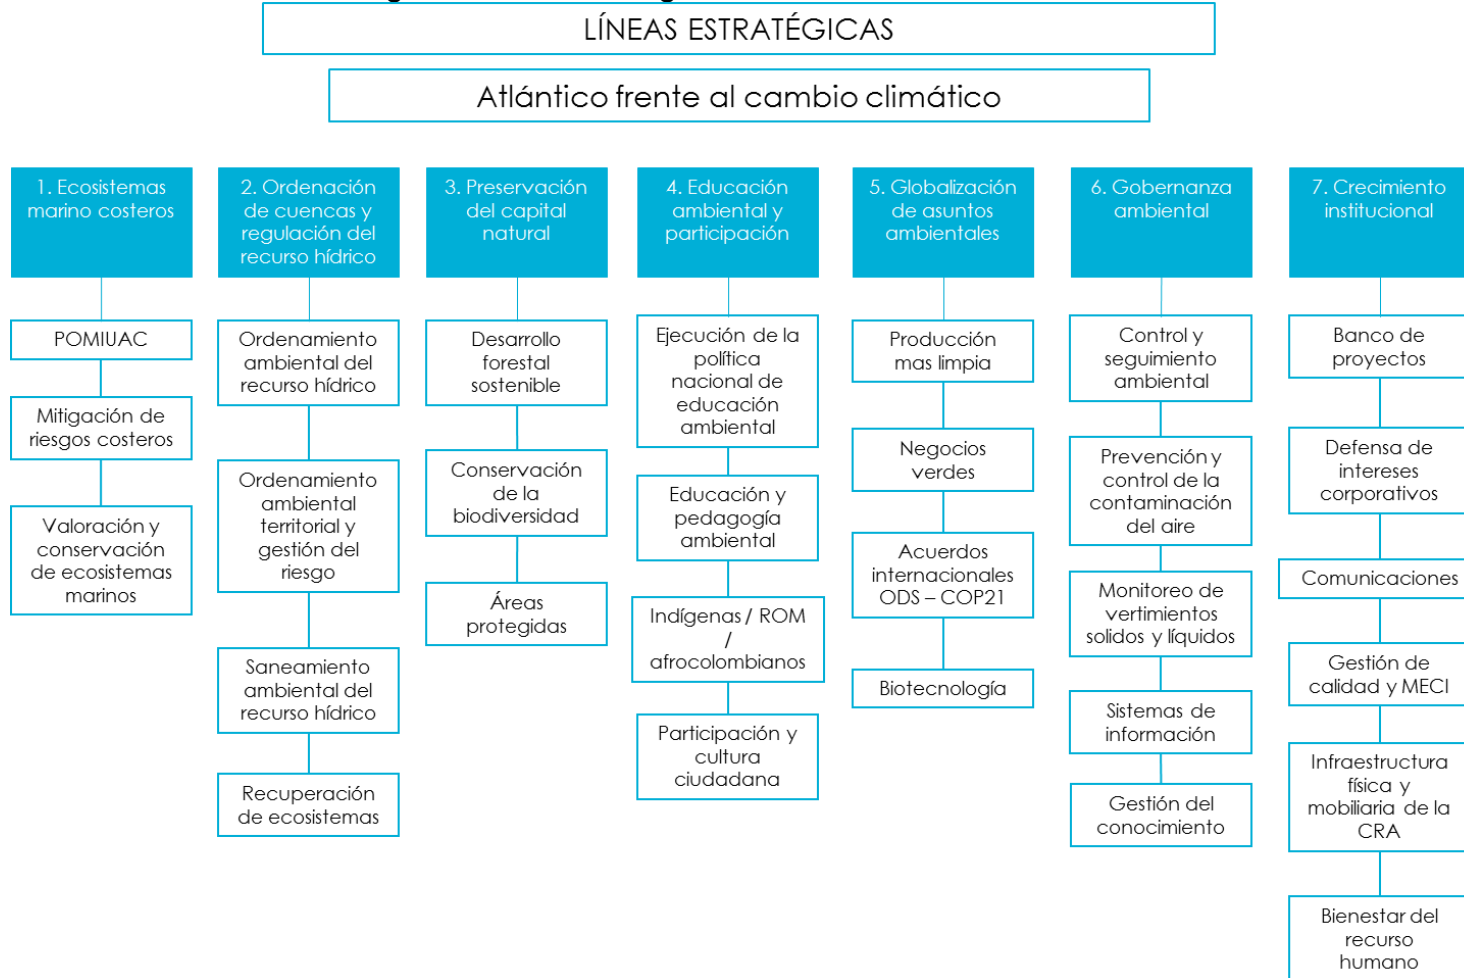 LÍNEAS ESTRATÉGICAS
Atlántico frente al cambio climático
1. Ecosistemas
marino costeros
POMIUAC
Mitigación de
riesgos costeros
Valoración y
conservación
de ecosistemas
marinos
2. Ordenación
de cuencas y
regulación del
recurso hídrico
Ordenamiento
ambiental del
recurso hídrico
Ordenamiento
ambiental
territorial y
gestión del
riesgo
Saneamiento
ambiental del
recurso hídrico
Recuperación
de ecosistemas
3. Preservación
del capital
natural
Desarrollo
forestal
sostenible
Conservación
de la
biodiversidad
Áreas
protegidas
4. Educación
ambiental y
participación
Ejecución de la
política
nacional de
educación
ambiental
Educación y
pedagogía
ambiental
Indígenas / ROM
/
afrocolombianos
Participación y
cultura
ciudadana
5. Globalización
de asuntos
ambientales
Producción
mas limpia
Negocios
verdes
Acuerdos
internacionales
ODS – COP21
Biotecnología
6. Gobernanza
ambiental
Control y
seguimiento
ambiental
Prevención y
control de la
contaminación
del aire
Monitoreo de
vertimientos
solidos y líquidos
Sistemas de
información
Gestión del
conocimiento
7. Crecimiento
institucional
Banco de
proyectos
Defensa de
intereses
corporativos
Comunicaciones
Gestión de
calidad y MECI
Infraestructura
física y
mobiliaria de la
CRA
Bienestar del
recurso
humano